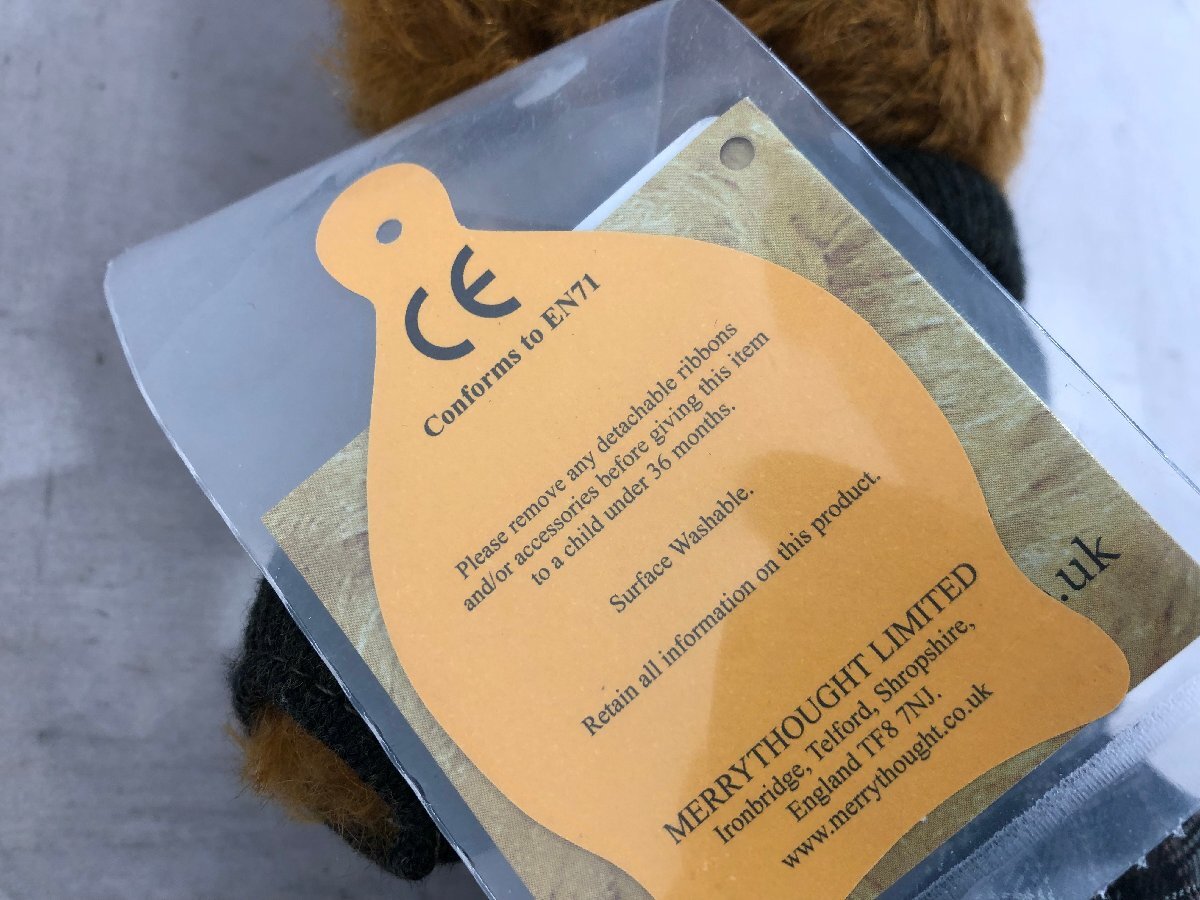 CE
Conforms to EN71
Please remove any detachable ribbons
and/or accessories before giving this item
to a child under 36 months.
Surface Washable.
Retain all information on this product.
MERRYTHOUGHT LIMITED
Ironbridge, Telford, Shropshire,
England TF8 7NJ.
www.merrythought.co.uk
.uk